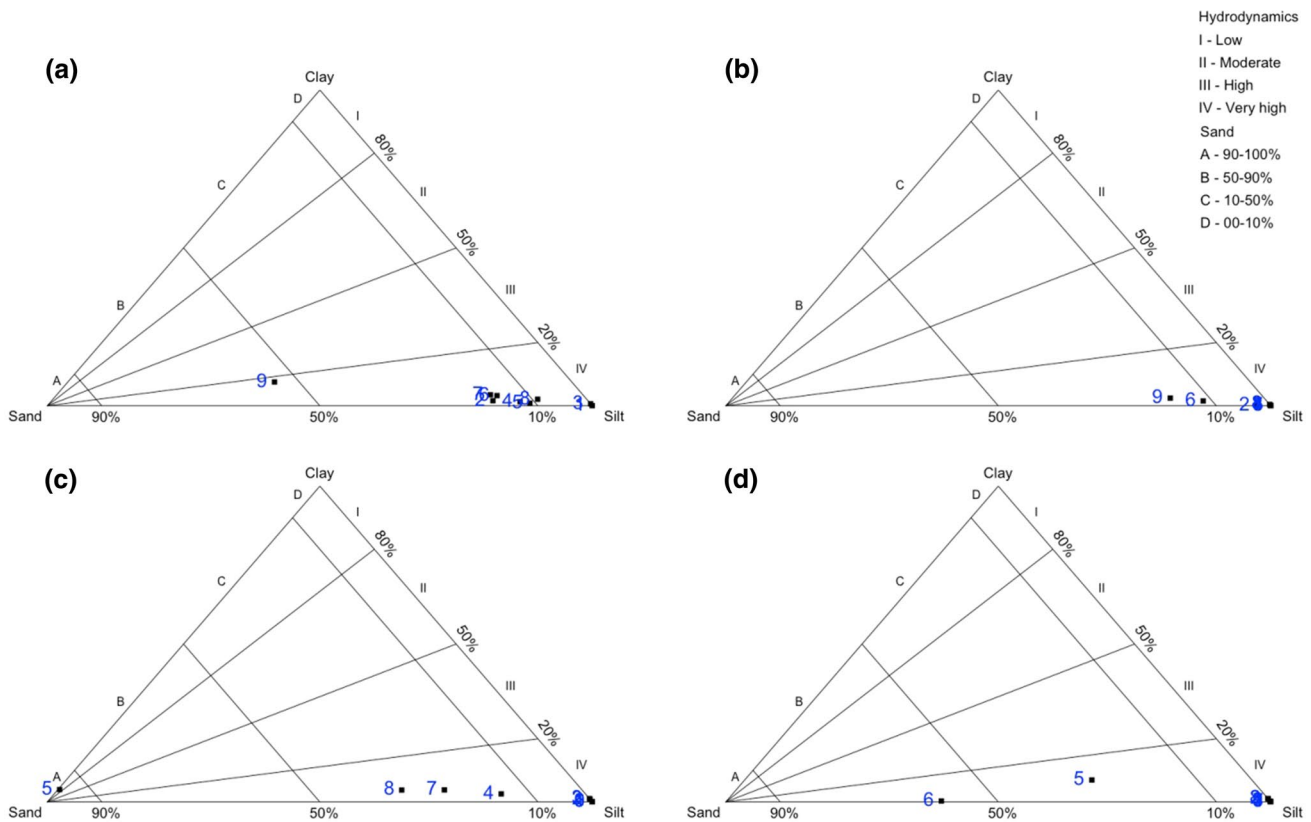 Hydrodynamics
I - Low
II - Moderate
III - High
IV - Very high
Sand
A - 90-100%
B - 50-90%
C - 10-50%
D - 00-10%
(a)
Clay
D
I
80%
C
II
50%
B
III
20%
A
IV
9
2
4
8
3
Sand
90%
50%
10%
Silt
(b)
Clay
D
I
80%
C
II
50%
B
III
20%
A
IV
9
6
2
Sand
90%
50%
10%
Silt
(c)
Clay
D
I
80%
C
II
50%
B
III
20%
A
IV
5
8
7
4
Sand
90%
50%
10%
Silt
(d)
Clay
D
I
80%
C
II
50%
B
III
20%
A
IV
5
6
Sand
90%
50%
10%
Silt